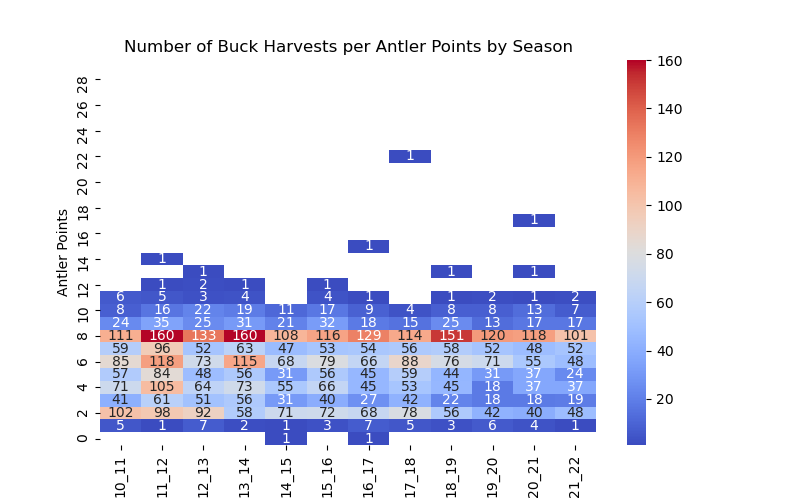 Number of Buck Harvests per Antler Points by Season
Antler Points
28
26
24
22
20
18
16
14
12
10
8
6
4
2
0
1
1
1
1
1 1 1
1 2 1 1
6 5 3 4 4 1 1 2 1 2
8 16 22 19 11 17 9 4 8 8 13 7
24 35 25 31 21 32 18 15 25 13 17 17
111 160 133 160 108 116 129 114 151 120 118 101
59 96 52 63 47 53 54 56 58 52 48 52
85 118 73 115 68 79 66 88 76 71 55 48
57 84 48 56 31 56 45 59 44 31 37 24
71 105 64 73 55 66 45 53 45 18 37 37
41 61 51 56 31 40 27 42 22 18 18 19
102 98 92 58 71 72 68 78 56 42 40 48
5 1 7 2 1 3 7 5 3 6 4 1
1 1
10_11 11_12 12_13 13_14 14_15 15_16 16_17 17_18 18_19 19_20 20_21 21_22
160
140
120
100
80
60
40
20